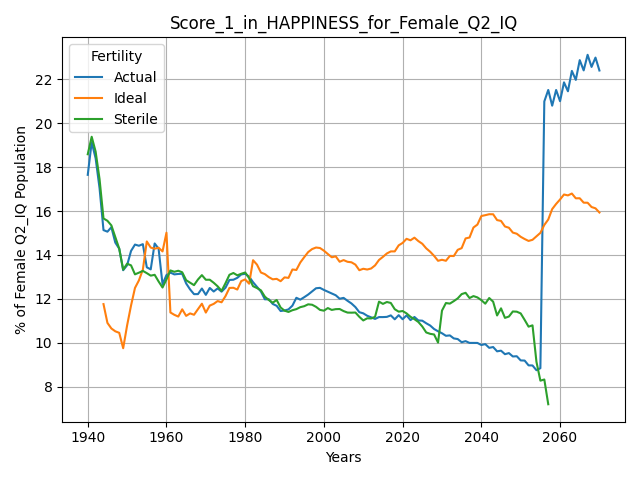 Score_1_in_HAPPINESS_for_Female_Q2_IQ
Fertility
Actual
Ideal
Sterile
% of Female Q2_IQ Population
22
20
18
16
14
12
10
8
1940 1960 1980 2000 2020 2040 2060
Years